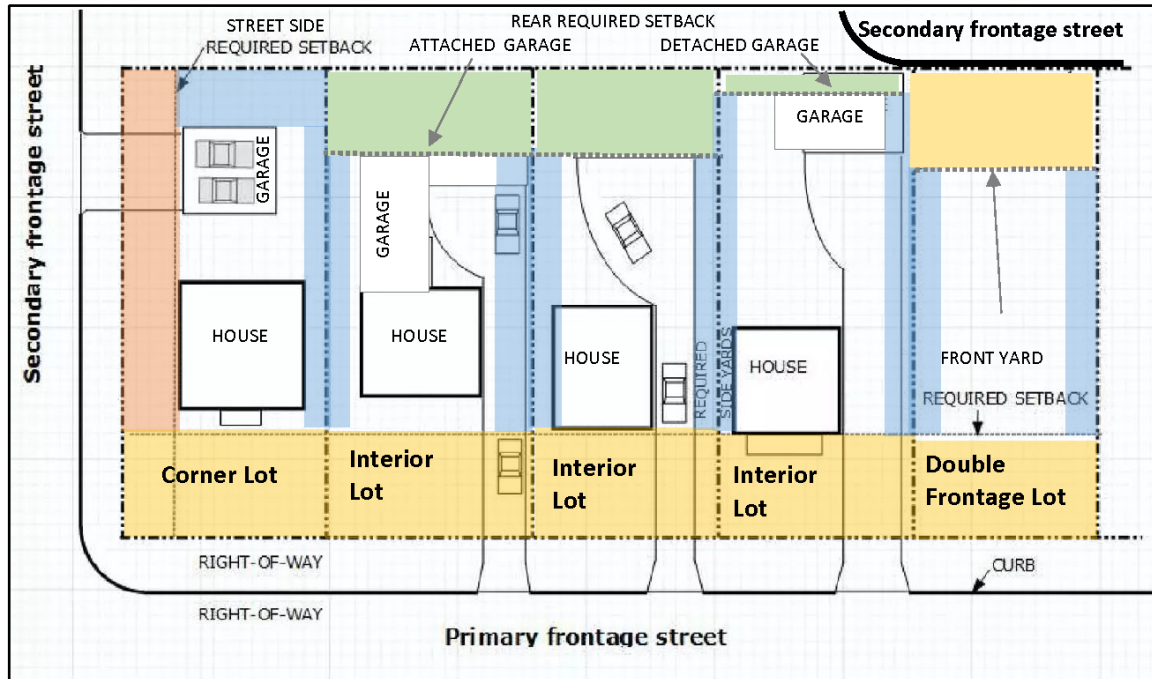 STREET SIDE
REQUIRED SETBACK
REAR REQUIRED SETBACK
ATTACHED GARAGE
DETACHED GARAGE
Secondary frontage street
Secondary frontage street
GARAGE
GARAGE
GARAGE
HOUSE
HOUSE
HOUSE
HOUSE
REQUIRED
SIDE YARDS
FRONT YARD
REQUIRED SETBACK
Corner Lot
Interior
Lot
Interior
Lot
Interior
Lot
Double
Frontage Lot
RIGHT-OF-WAY
CURB
RIGHT-OF-WAY
Primary frontage street